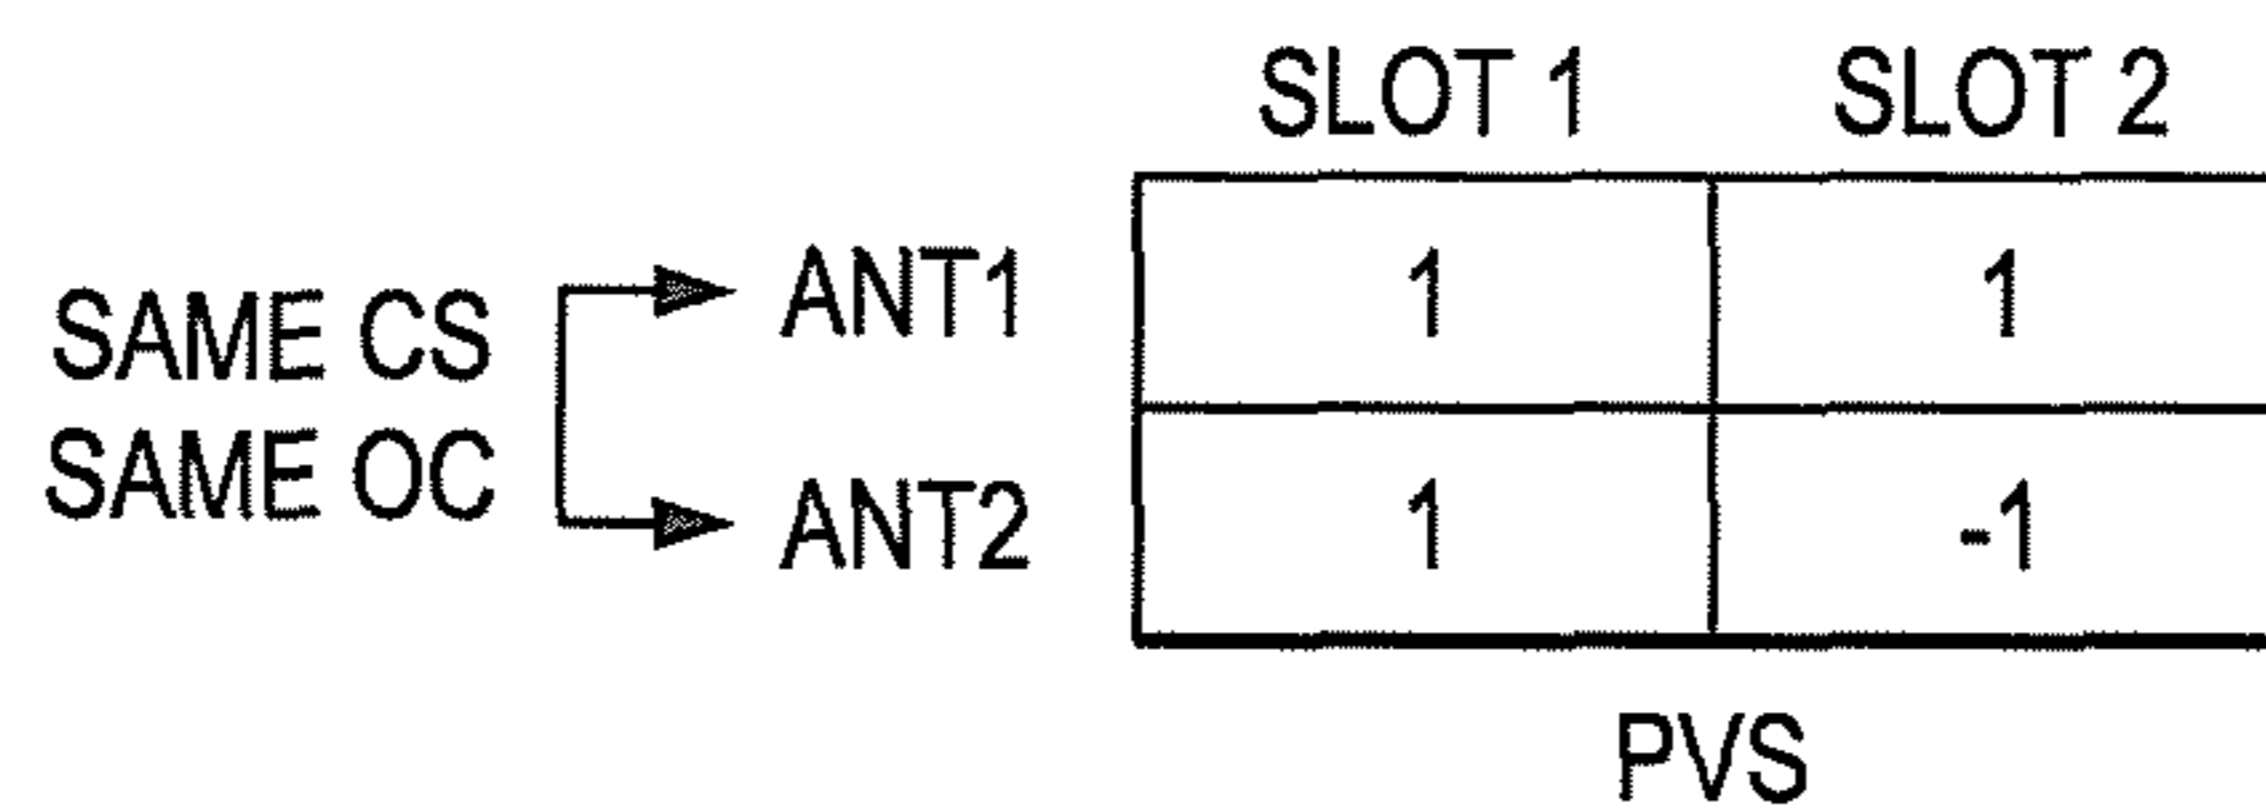 SLOT 1 SLOT 2
SAME CS
SAME OC
ANT1 1 1
ANT2 1 -1
PVS